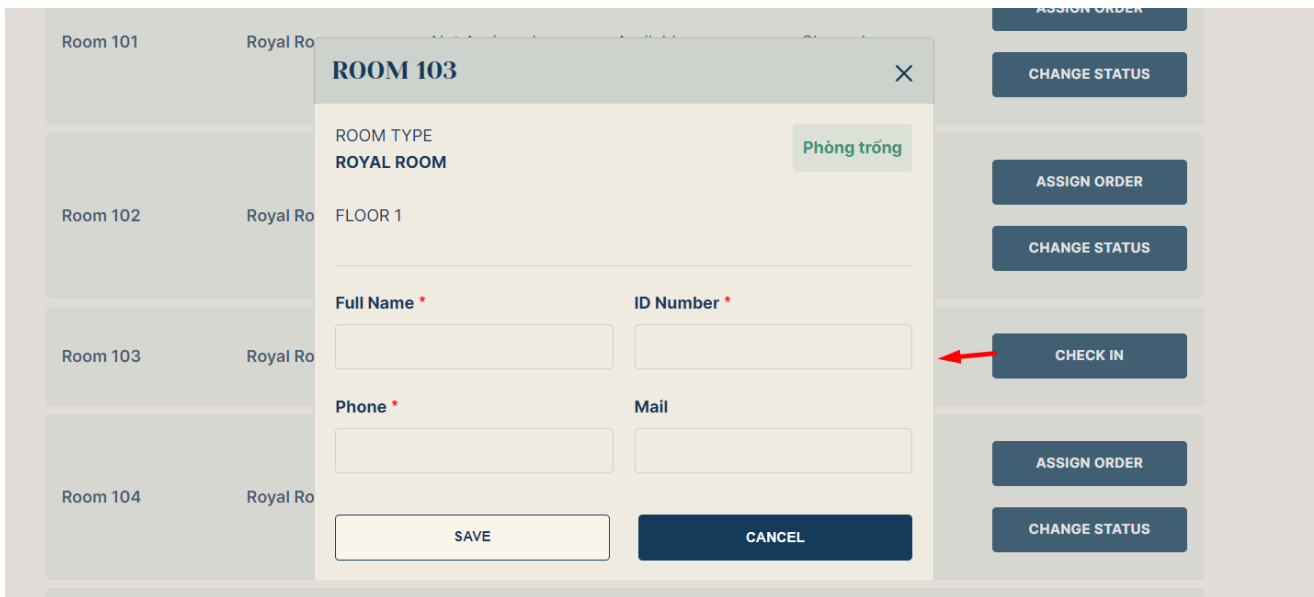 ASSIGN ORDER
Room 101 Royal Ro
CHANGE STATUS
ROOM 103
ROOM TYPE
ROYAL ROOM
Phòng trống
ASSIGN ORDER
Room 102 Royal Ro
FLOOR 1
CHANGE STATUS
Full Name *
ID Number *
Room 103 Royal Ro
CHECK IN
Phone *
Mail
ASSIGN ORDER
Room 104 Royal Ro
CHANGE STATUS
SAVE
CANCEL